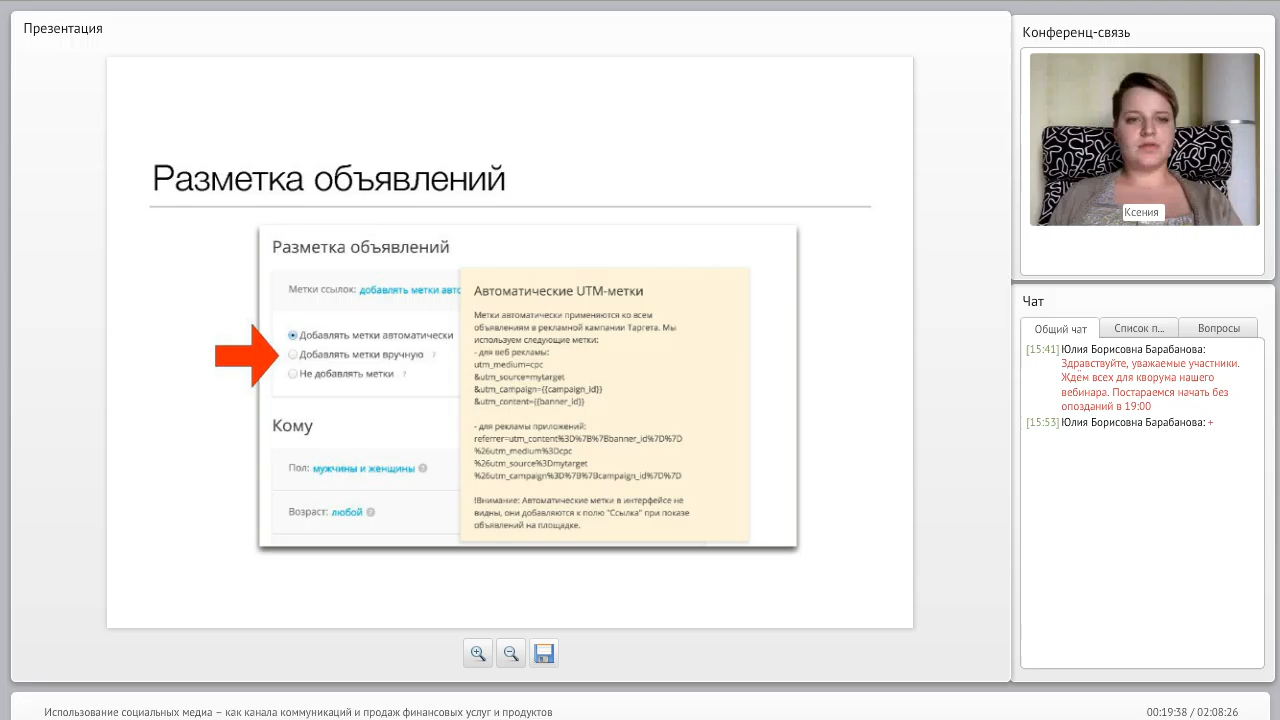 Презентация
Разметка объявлений
Разметка объявлений
Метки ссылок: добавлять метки авто
Добавлять метки автоматически
Добавлять метки вручную ?
Не добавлять метки ?
Кому
Пол: мужчины и женщины ?
Возраст: любой ?
Автоматические UTM-метки
Метки автоматически применяются ко всем
объявлениям в рекламной кампании Таргета. Мы
используем следующие метки:
- для веб рекламы:
utm_medium=cpc
&utm_source=mytarget
&utm_campaign={{campaign_id}}
&utm_content={{banner_id}}
- для рекламы приложений:
referrer=utm_content%3D%7B%7Bbanner_id%7D%7D
%26utm_medium%3Dcpc
%26utm_source%3Dmytarget
%26utm_campaign%3D%7B%7Bcampaign_id%7D%7D
!Внимание: Автоматические метки в интерфейсе не
видны, они добавляются к полю "Ссылка" при показе
объявлений на площадке.
Конференц-связь
Ксения
Чат
Общий чат Список п... Вопросы
[15:41] Юлия Борисовна Барабанова:
Здравствуйте, уважаемые участники.
Ждём всех для кворума нашего
вебинара. Постараемся начать без
опозданий в 19:00
[15:53] Юлия Борисовна Барабанова: +
Использование социальных медиа – как канала коммуникаций и продаж финансовых услуг и продуктов
00:19:38 / 02:08:26